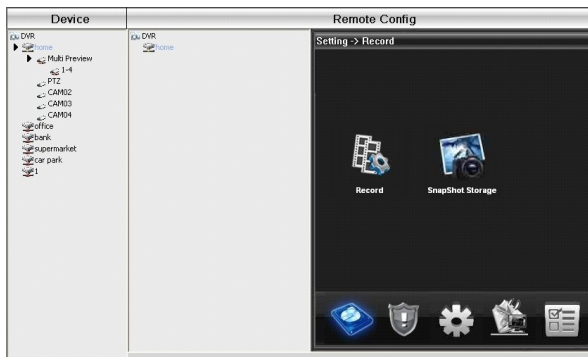 Device
Remote Config
DVR
home
Multi Preview
1-4
PTZ
CAM02
CAM03
CAM04
office
bank
supermarket
car park
1
DVR
home
Setting -> Record
Record
SnapShot Storage